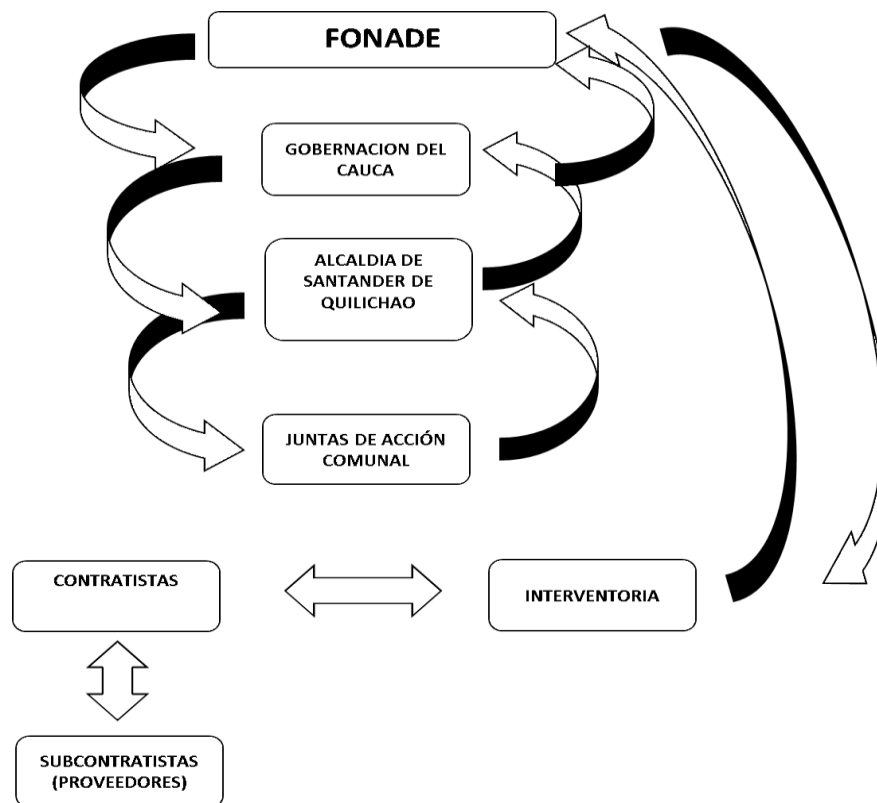 FONADE
GOBERNACION DEL
CAUCA
ALCALDIA DE
SANTANDER DE
QUILICHAO
JUNTAS DE ACCIÓN
COMUNAL
CONTRATISTAS
INTERVENTORIA
SUBCONTRATISTAS
(PROVEEDORES)